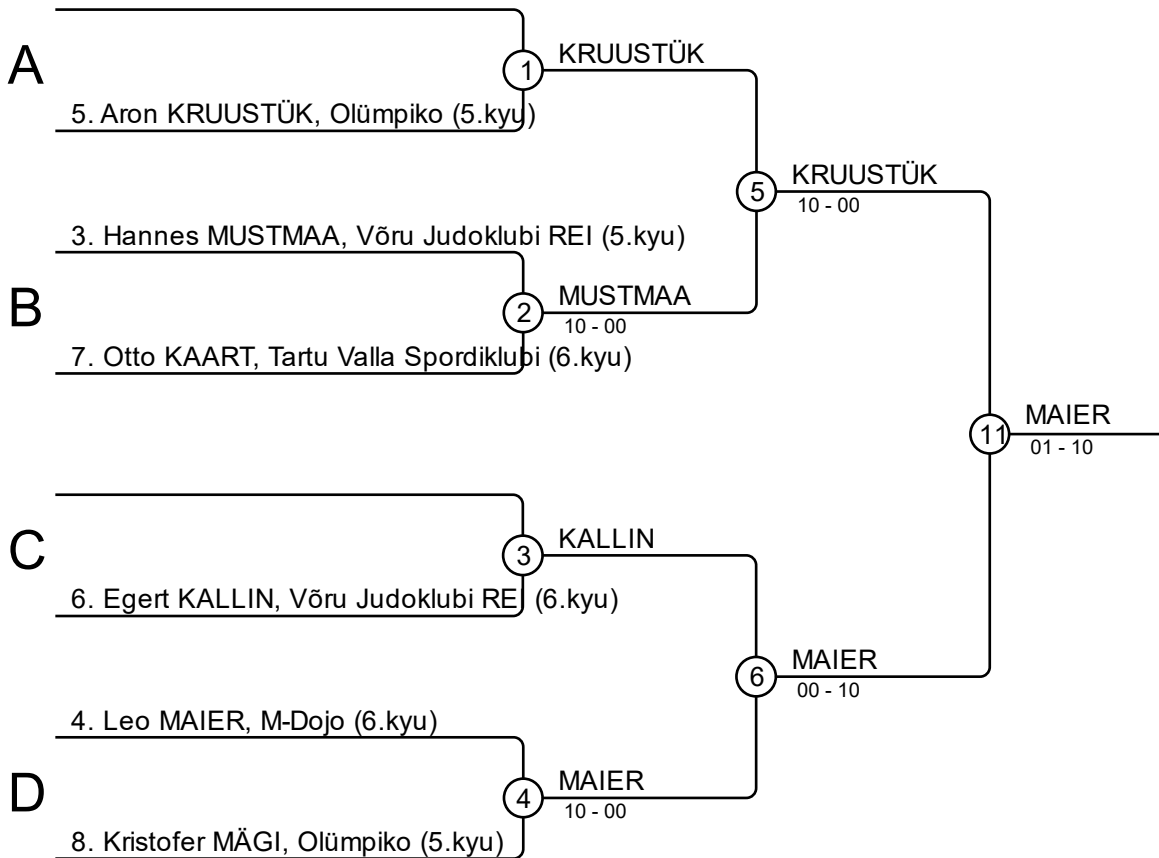 A
1
KRUUSTÜK
5. Aron KRUUSTÜK, Olümpiko (5.kyu)
5
KRUUSTÜK
10 - 00
3. Hannes MUSTMAA, Võru Judoklubi REI (5.kyu)
B
2
MUSTMAA
10 - 00
7. Otto KAART, Tartu Valla Spordiklubi (6.kyu)
11
MAIER
01 - 10
C
3
KALLIN
6. Egert KALLIN, Võru Judoklubi REI (6.kyu)
6
MAIER
00 - 10
4. Leo MAIER, M-Dojo (6.kyu)
D
4
MAIER
10 - 00
8. Kristofer MÄGI, Olümpiko (5.kyu)